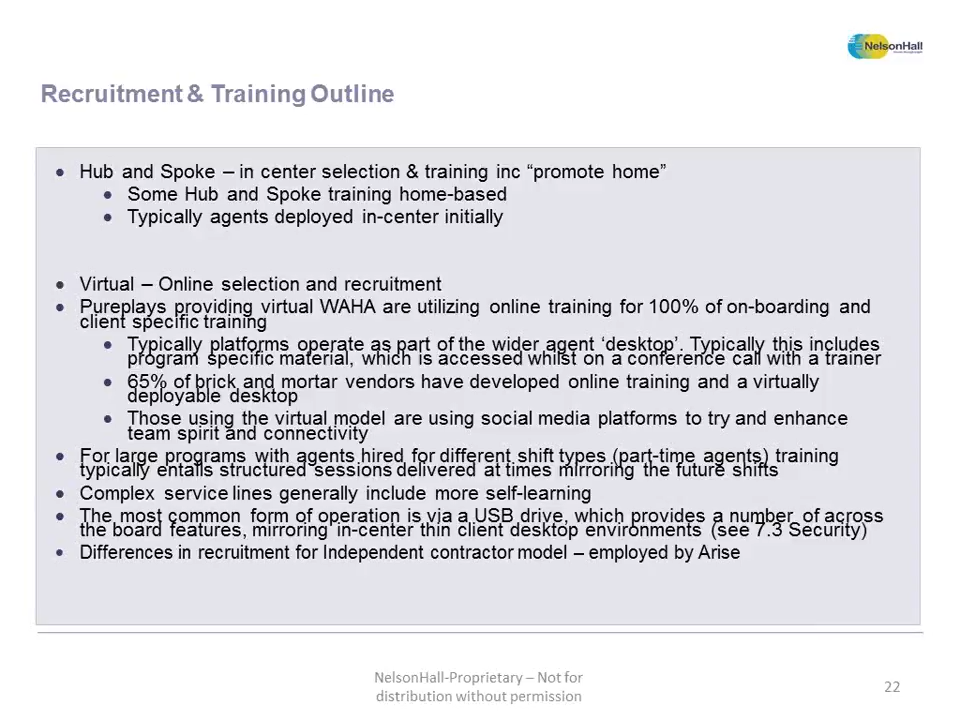 NelsonHall
Recruitment & Training Outline
• Hub and Spoke – in center selection & training inc “promote home”
• Some Hub and Spoke training home-based
• Typically agents deployed in-center initially
• Virtual – Online selection and recruitment
• Pureplays providing virtual WAHA are utilizing online training for 100% of on-boarding and
client specific training
• Typically platforms operate as part of the wider agent ‘desktop’. Typically this includes
program specific material, which is accessed whilst on a conference call with a trainer
• 65% of brick and mortar vendors have developed online training and a virtually
deployable desktop
• Those using the virtual model are using social media platforms to try and enhance
team spirit and connectivity
• For large programs with agents hired for different shift types (part-time agents) training
typically entails structured sessions delivered at times mirroring the future shifts
• Complex service lines generally include more self-learning
• The most common form of operation is via a USB drive, which provides a number of across
the board features, mirroring in-center thin client desktop environments (see 7.3 Security)
• Differences in recruitment for Independent contractor model – employed by Arise
NelsonHall-Proprietary – Not for
distribution without permission
22